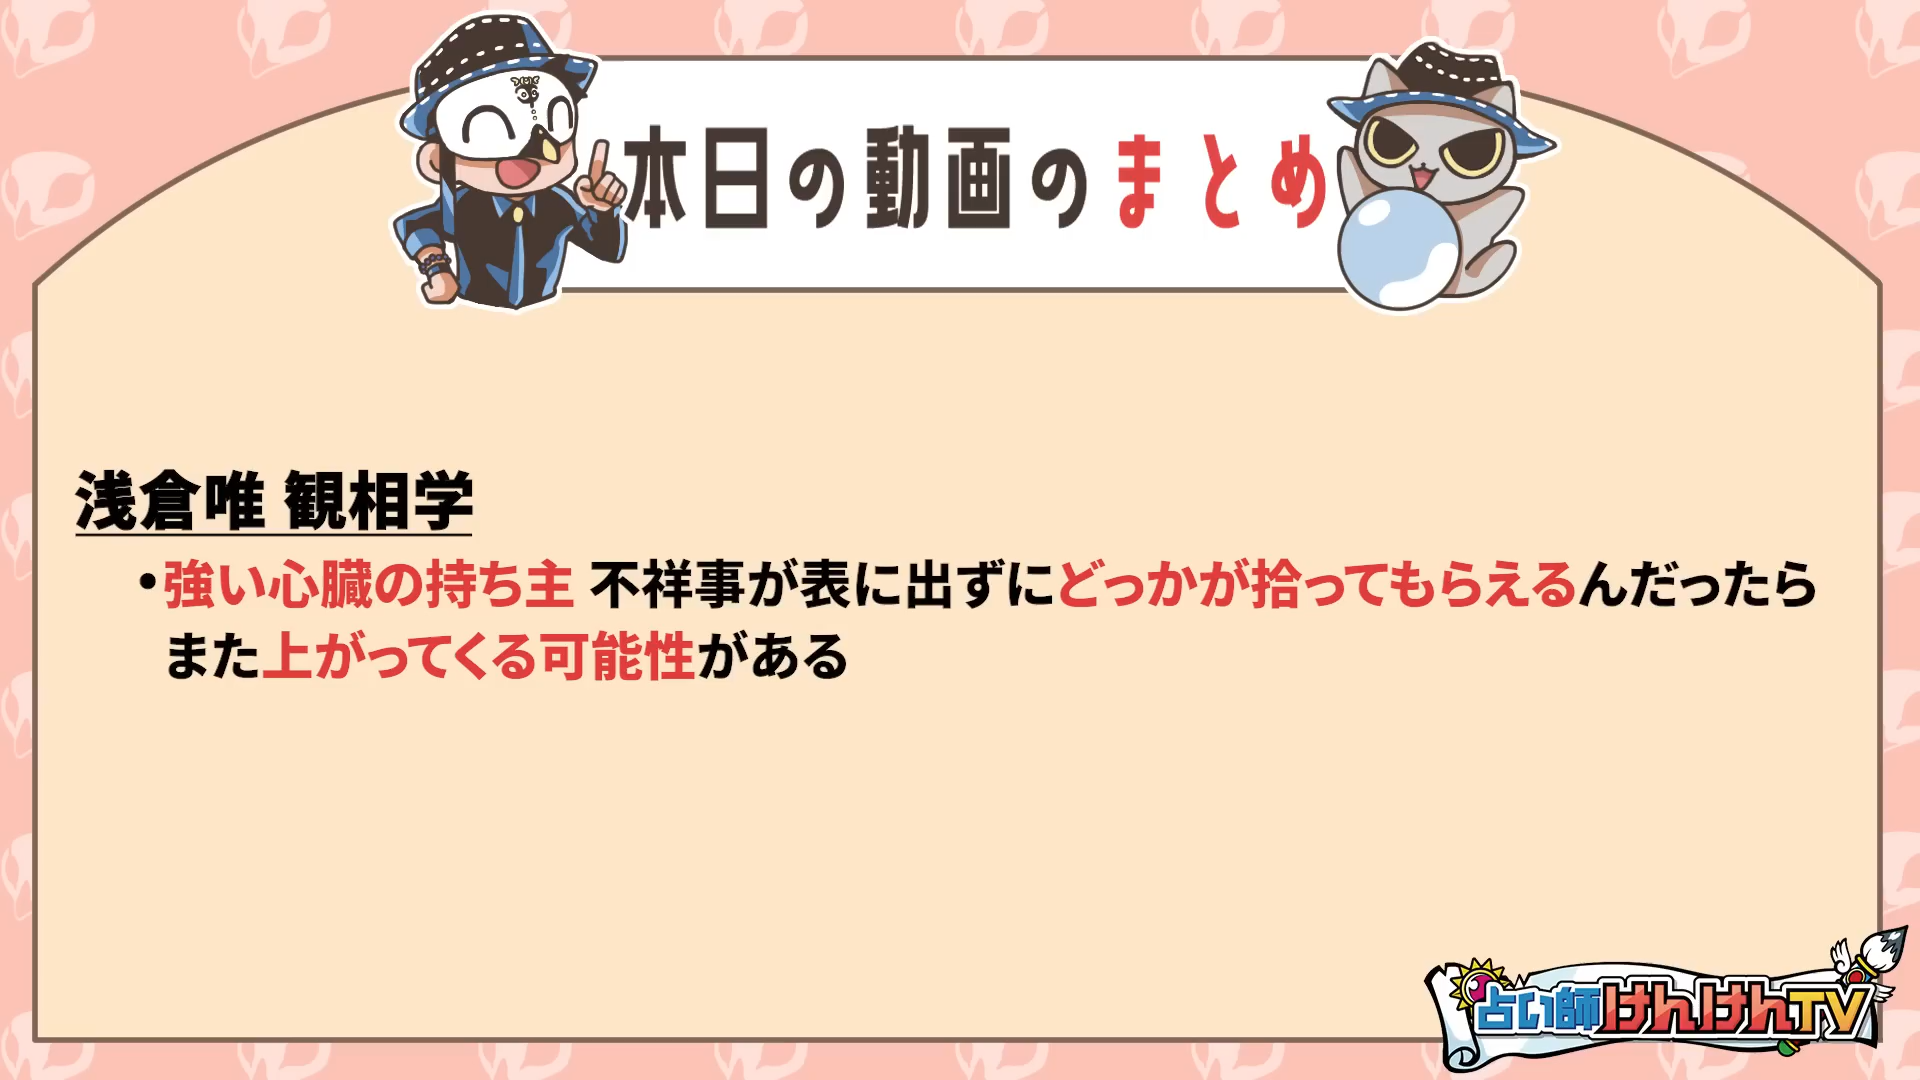 本日の動画のまとめ
浅倉唯 観相学
・強い心臓の持ち主 不祥事が表に出ずにどっかが拾ってもらえるんだったら
また上がってくる可能性がある
占い師けんけんTV